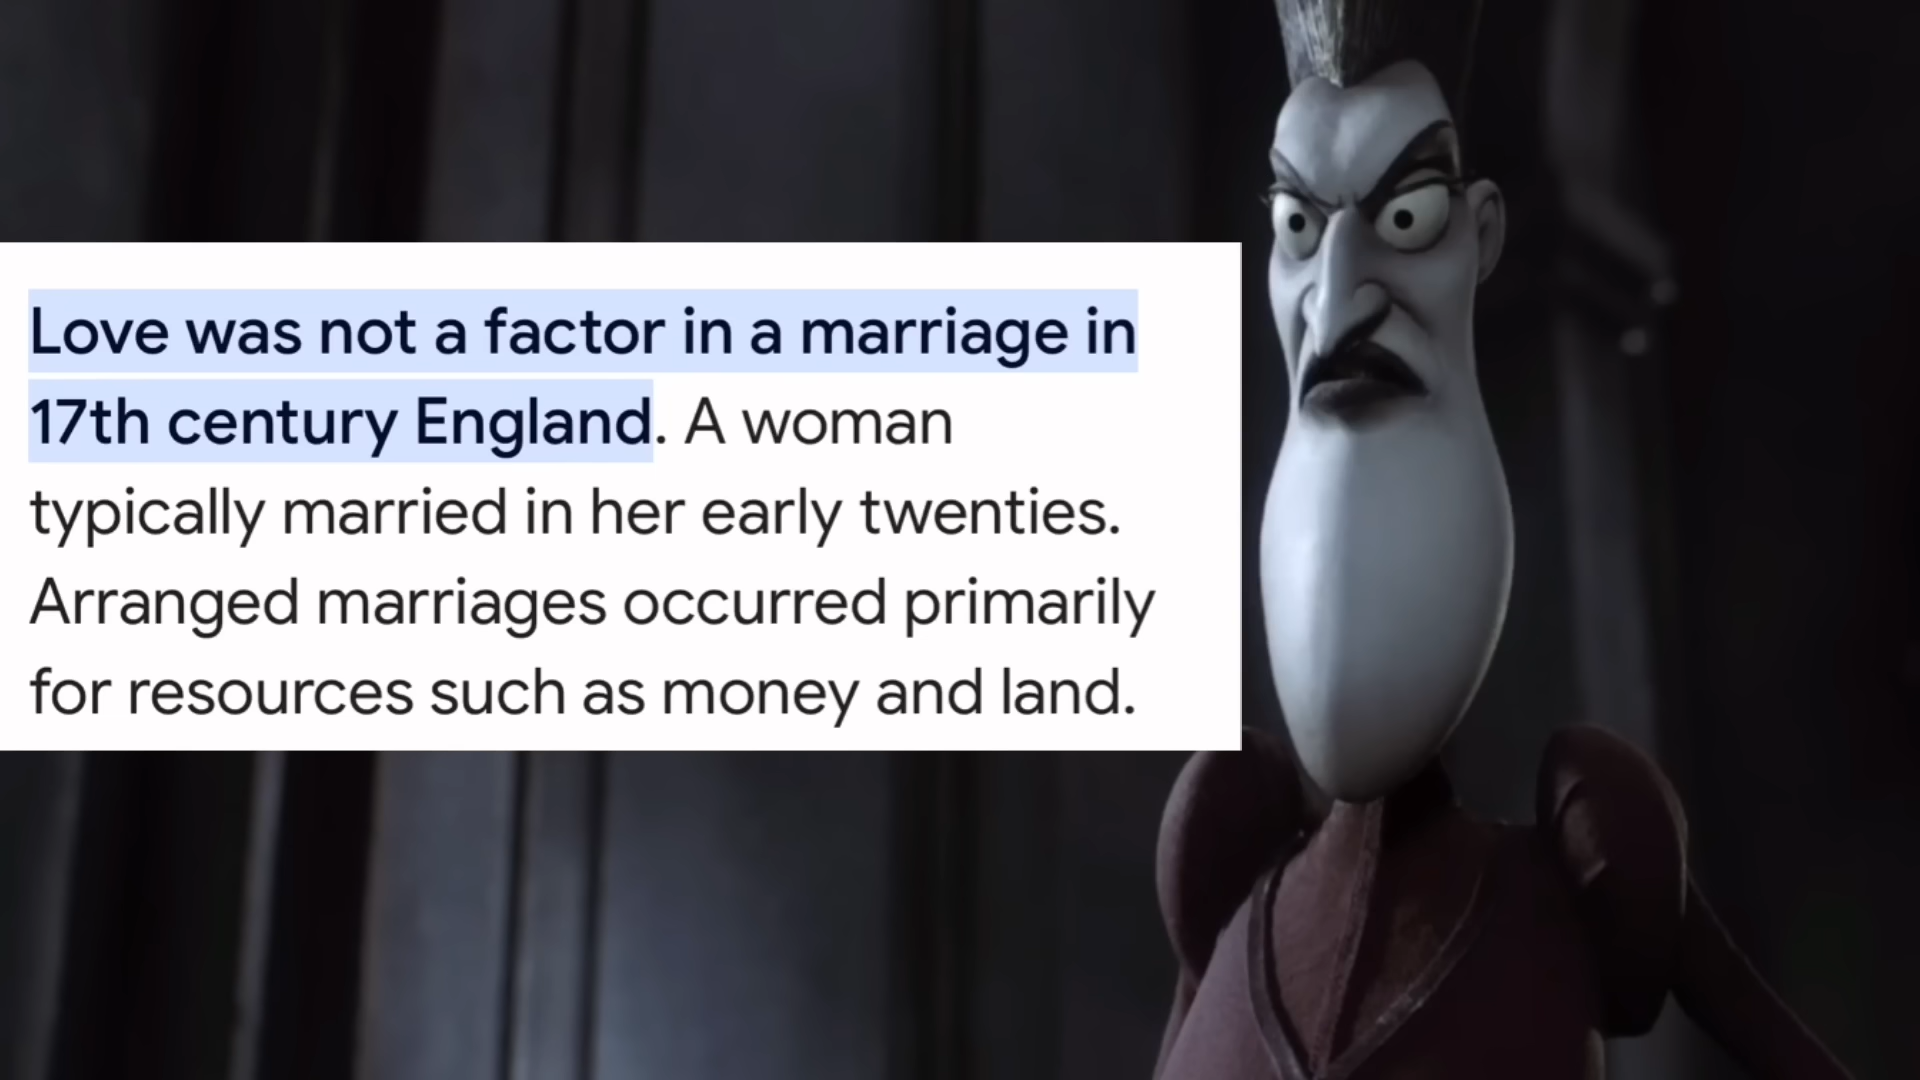 Love was not a factor in a marriage in
17th century England. A woman
typically married in her early twenties.
Arranged marriages occurred primarily
for resources such as money and land.